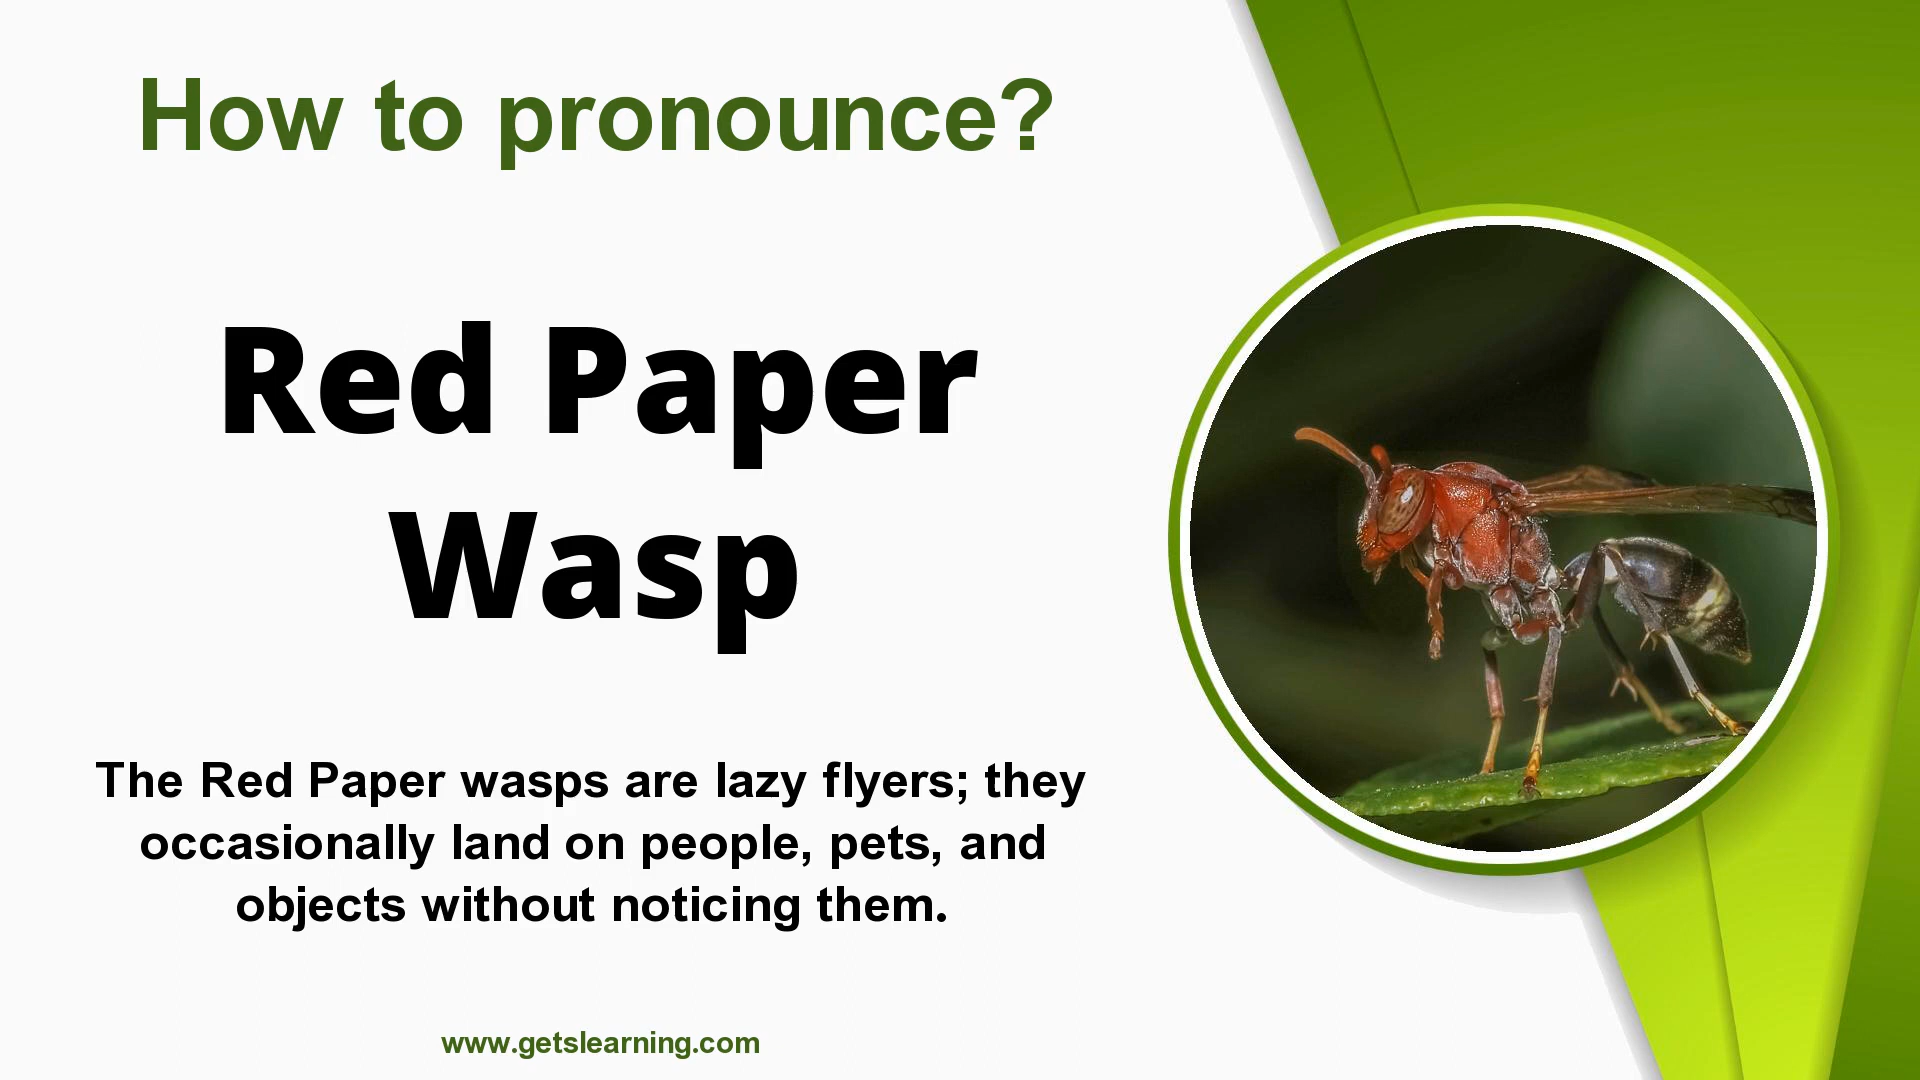 How to pronounce?
Red Paper
Wasp
The Red Paper wasps are lazy flyers; they
occasionally land on people, pets, and
objects without noticing them.
www.getslearning.com